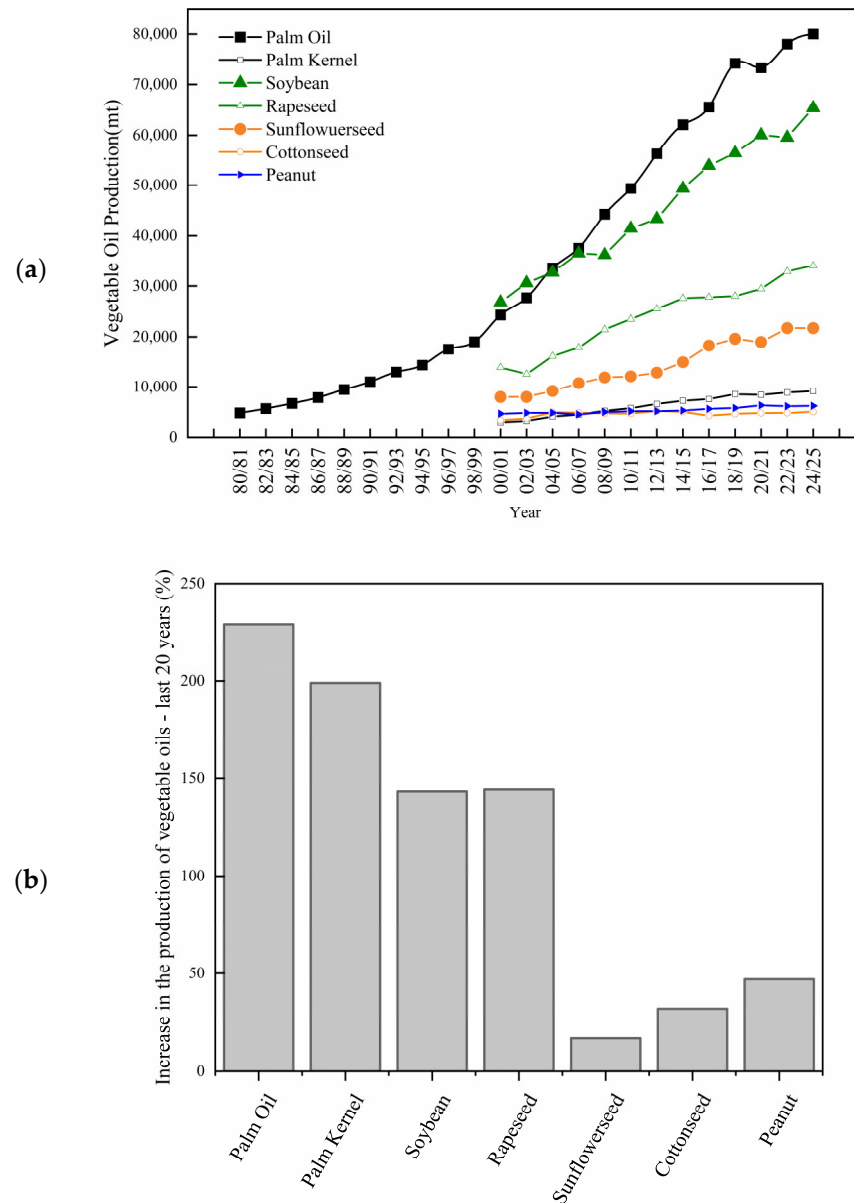 (a)
Vegetable Oil Production(mt)
80,000
70,000
60,000
50,000
40,000
30,000
20,000
10,000
0
Palm Oil
Palm Kernel
Soybean
Rapeseed
Sunflowuerseed
Cottonseed
Peanut
80/81
82/83
84/85
86/87
88/89
90/91
92/93
94/95
96/97
98/99
00/01
02/03
04/05
06/07
08/09
10/11
12/13
14/15
16/17
18/19
20/21
22/23
24/25
Year
(b)
Increase in the production of vegetable oils - last 20 years (%)
250
200
150
100
50
0
Palm Oil
Palm Kernel
Soybean
Rapeseed
Sunflowerseed
Cottonseed
Peanut